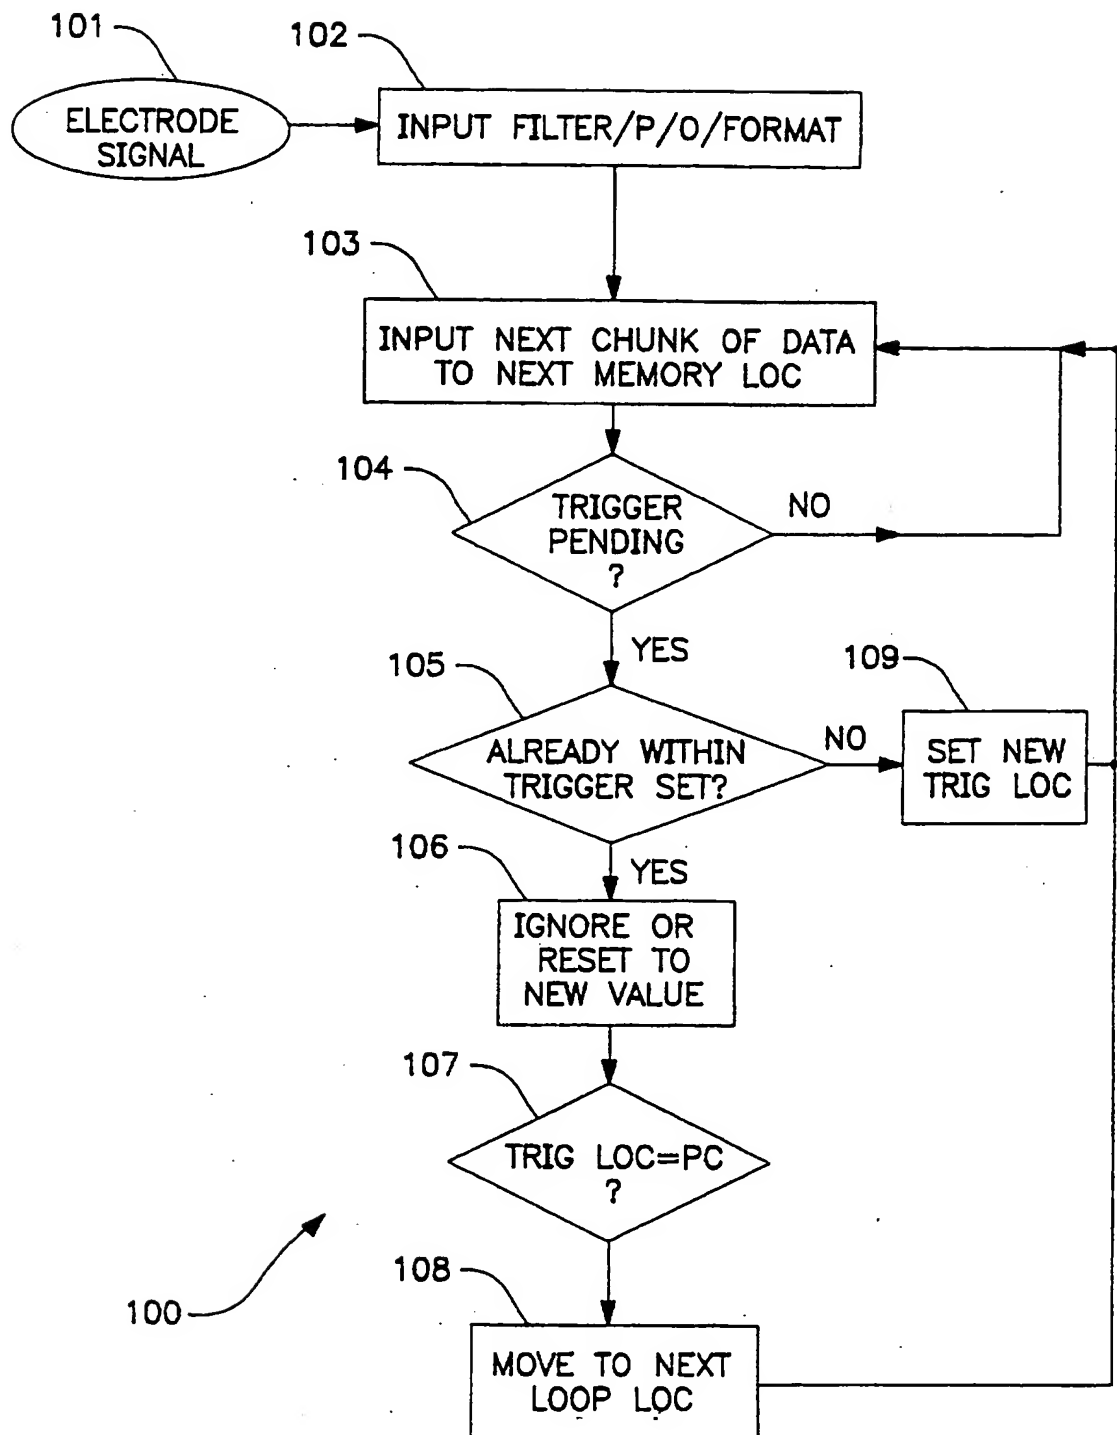 101
102
ELECTRODE
SIGNAL
INPUT FILTER/P/O/FORMAT
103
INPUT NEXT CHUNK OF DATA
TO NEXT MEMORY LOC
104
TRIGGER
PENDING
?
NO
YES
105
109
ALREADY WITHIN
TRIGGER SET?
NO
SET NEW
TRIG LOC
106
YES
IGNORE OR
RESET TO
NEW VALUE
107
TRIG LOC=PC
?
100
108
MOVE TO NEXT
LOOP LOC